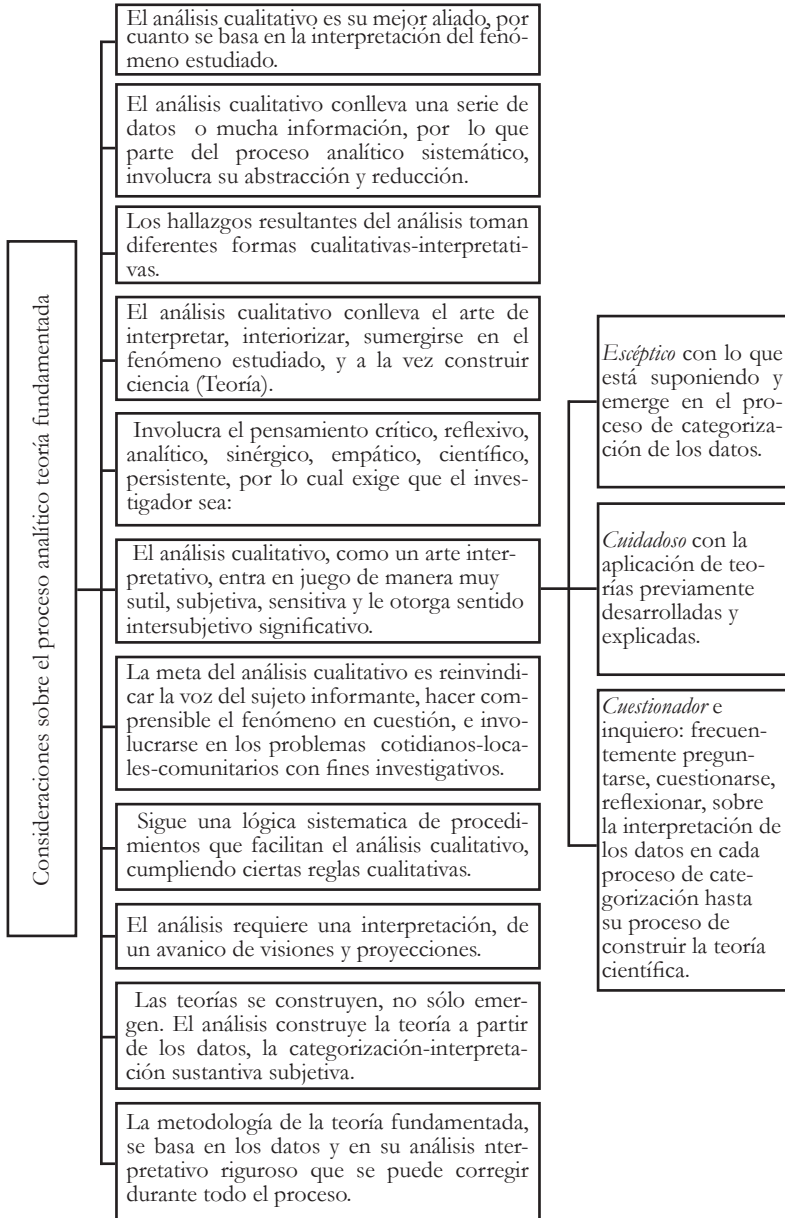 Consideraciones sobre el proceso analítico teoría fundamentada
El análisis cualitativo es su mejor aliado, por
cuanto se basa en la interpretación del fenó-
meno estudiado.
El análisis cualitativo conlleva una serie de
datos o mucha información, por lo que
parte del proceso analítico sistemático,
involucra su abstracción y reducción.
Los hallazgos resultantes del análisis toman
diferentes formas cualitativas-interpretati-
vas.
El análisis cualitativo conlleva el arte de
interpretar, interiorizar, sumergirse en el
fenómeno estudiado, y a la vez construir
ciencia (Teoría).
Involucra el pensamiento crítico, reflexivo,
analítico, sinérgico, empático, científico,
persistente, por lo cual exige que el inves-
tigador sea:
El análisis cualitativo, como un arte inter-
pretativo, entra en juego de manera muy
sutil, subjetiva, sensitiva y le otorga sentido
intersubjetivo significativo.
La meta del análisis cualitativo es reinvindi-
car la voz del sujeto informante, hacer com-
prensible el fenómeno en cuestión, e invo-
lucrarse en los problemas cotidianos-loca-
les-comunitarios con fines investigativos.
Sigue una lógica sistematica de procedi-
mientos que facilitan el análisis cualitativo,
cumpliendo ciertas reglas cualitativas.
El análisis requiere una interpretación, de
un avanico de visiones y proyecciones.
Las teorías se construyen, no sólo emer-
gen. El análisis construye la teoría a partir
de los datos, la categorización-interpreta-
ción sustantiva subjetiva.
La metodología de la teoría fundamentada,
se basa en los datos y en su análisis nter-
pretativo riguroso que se puede corregir
durante todo el proceso.
Escéptico con lo que
está suponiendo y
emerge en el pro-
ceso de categoriza-
ción de los datos.
Cuidadoso con la
aplicación de teo-
rías previamente
desarrolladas y
explicadas.
Cuestionador e
inquiero: frecuen-
temente pregun-
tarse, cuestionarse,
reflexionar, sobre
la interpretación de
los datos en cada
proceso de cate-
gorización hasta
su proceso de
construir la teoría
científica.